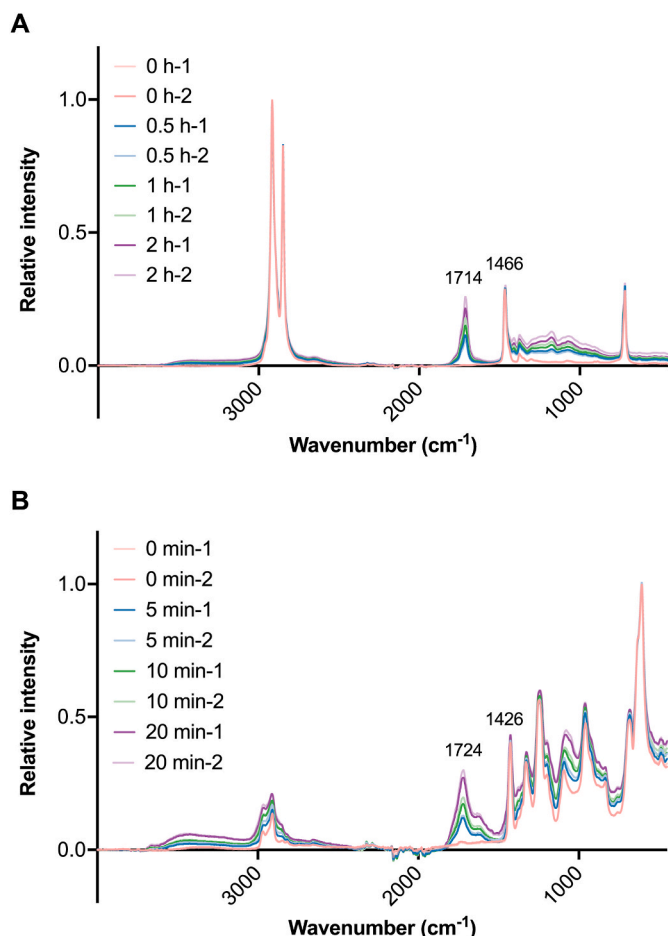 A
0 h-1
0 h-2
0.5 h-1
0.5 h-2
1 h-1
1 h-2
2 h-1
2 h-2
1.0
0.5
0.0
Relative intensity
1714
1466
3000
2000
1000
Wavenumber (cm-1)
B
0 min-1
0 min-2
5 min-1
5 min-2
10 min-1
10 min-2
20 min-1
20 min-2
1.0
0.5
0.0
Relative intensity
1724
1426
3000
2000
1000
Wavenumber (cm-1)